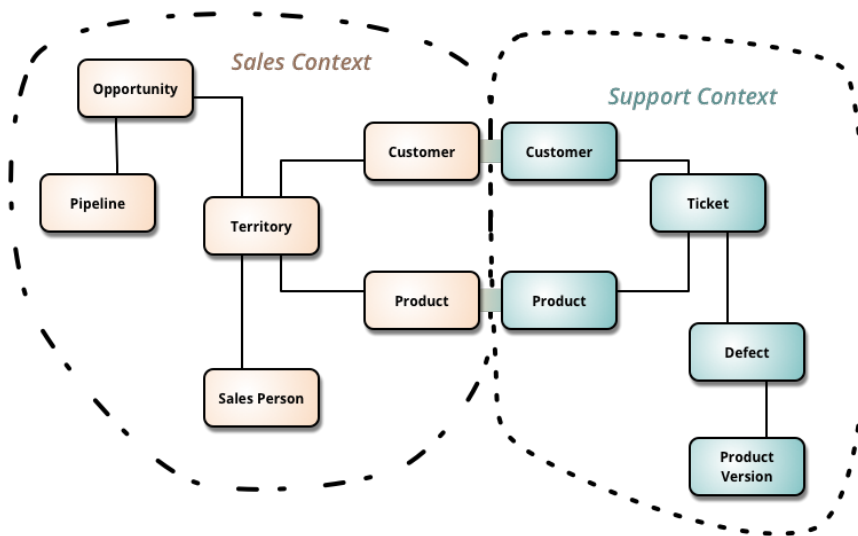 Sales Context
Opportunity
Support Context
Customer
Customer
Pipeline
Ticket
Territory
Product
Product
Defect
Sales Person
Product
Version